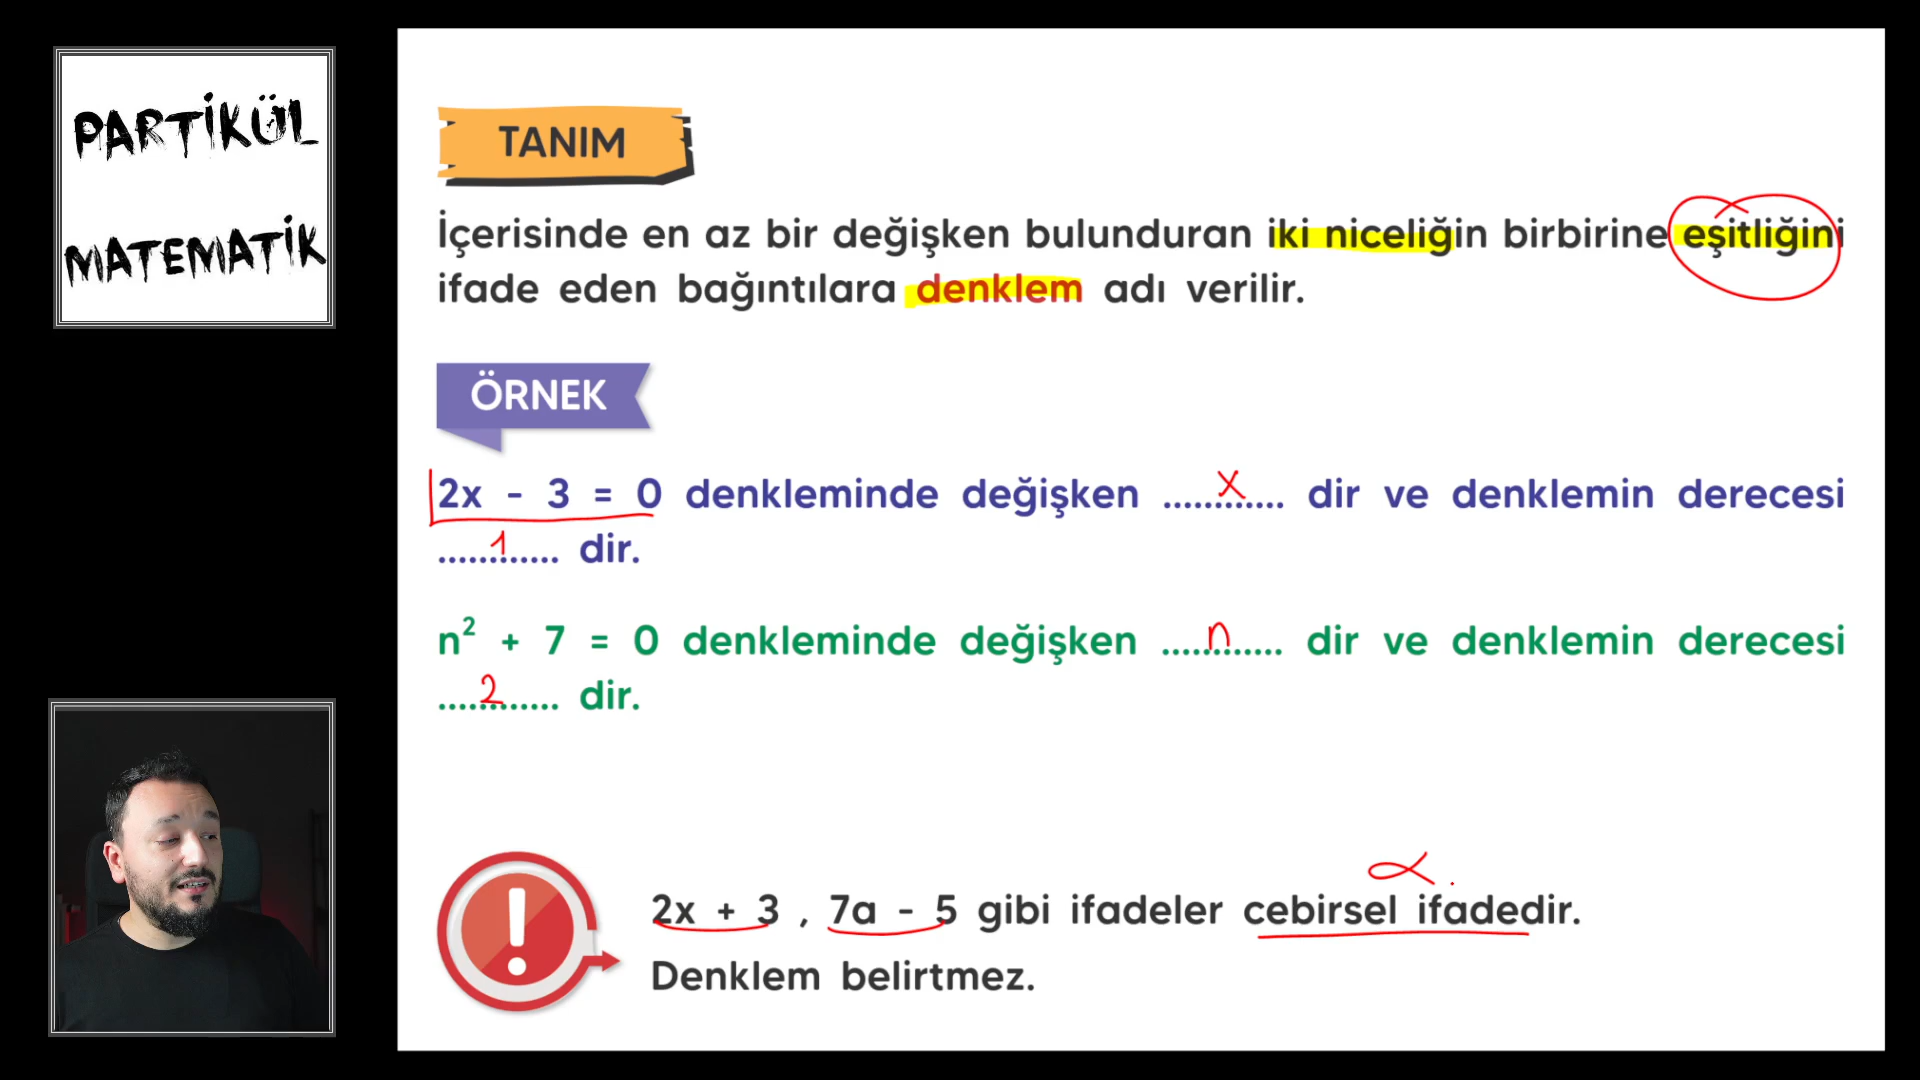 PARTİKÜL
MATEMATİK
TANIM
İçerisinde en az bir değişken bulunduran iki niceliğin birbirine eşitliğini
ifade eden bağıntılara denklem adı verilir.
ÖRNEK
2x - 3 = 0 denkleminde değişken ......x...... dir ve denklemin derecesi
......1...... dir.
n² + 7 = 0 denkleminde değişken ......n...... dir ve denklemin derecesi
......2...... dir.
!
α
2x + 3 , 7a - 5 gibi ifadeler cebirsel ifadedir.
Denklem belirtmez.